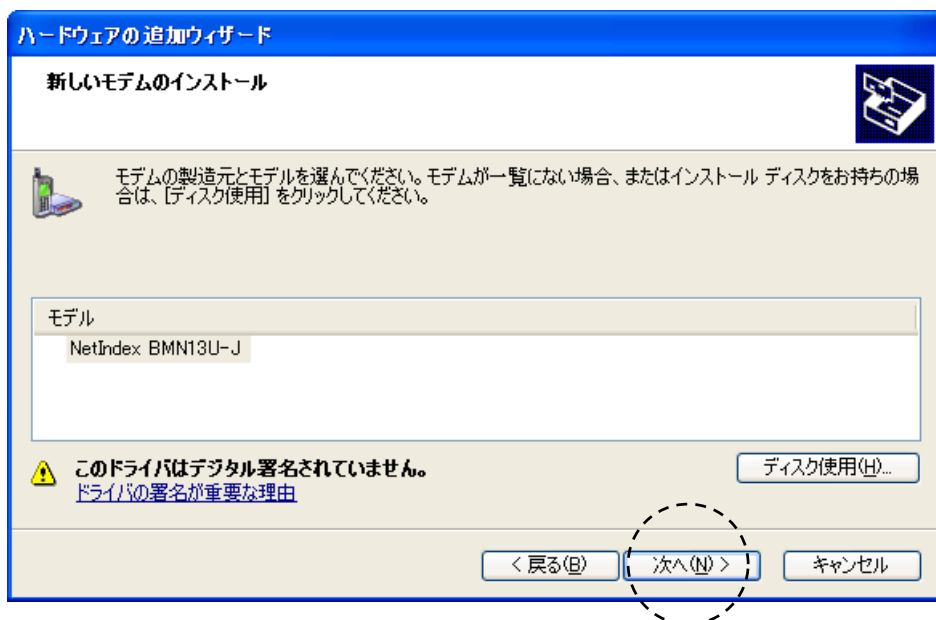 ハードウェアの追加ウィザード
新しいモデムのインストール
モデムの製造元とモデルを選んでください。モデムが一覧にない場合、またはインストール ディスクをお持ちの場
合は、[ディスク使用] をクリックしてください。
モデル
NetIndex BMN13U-J
このドライバはデジタル署名されていません。
ディスク使用(H)...
ドライバの署名が重要な理由
< 戻る(B)
次へ(N) >
キャンセル